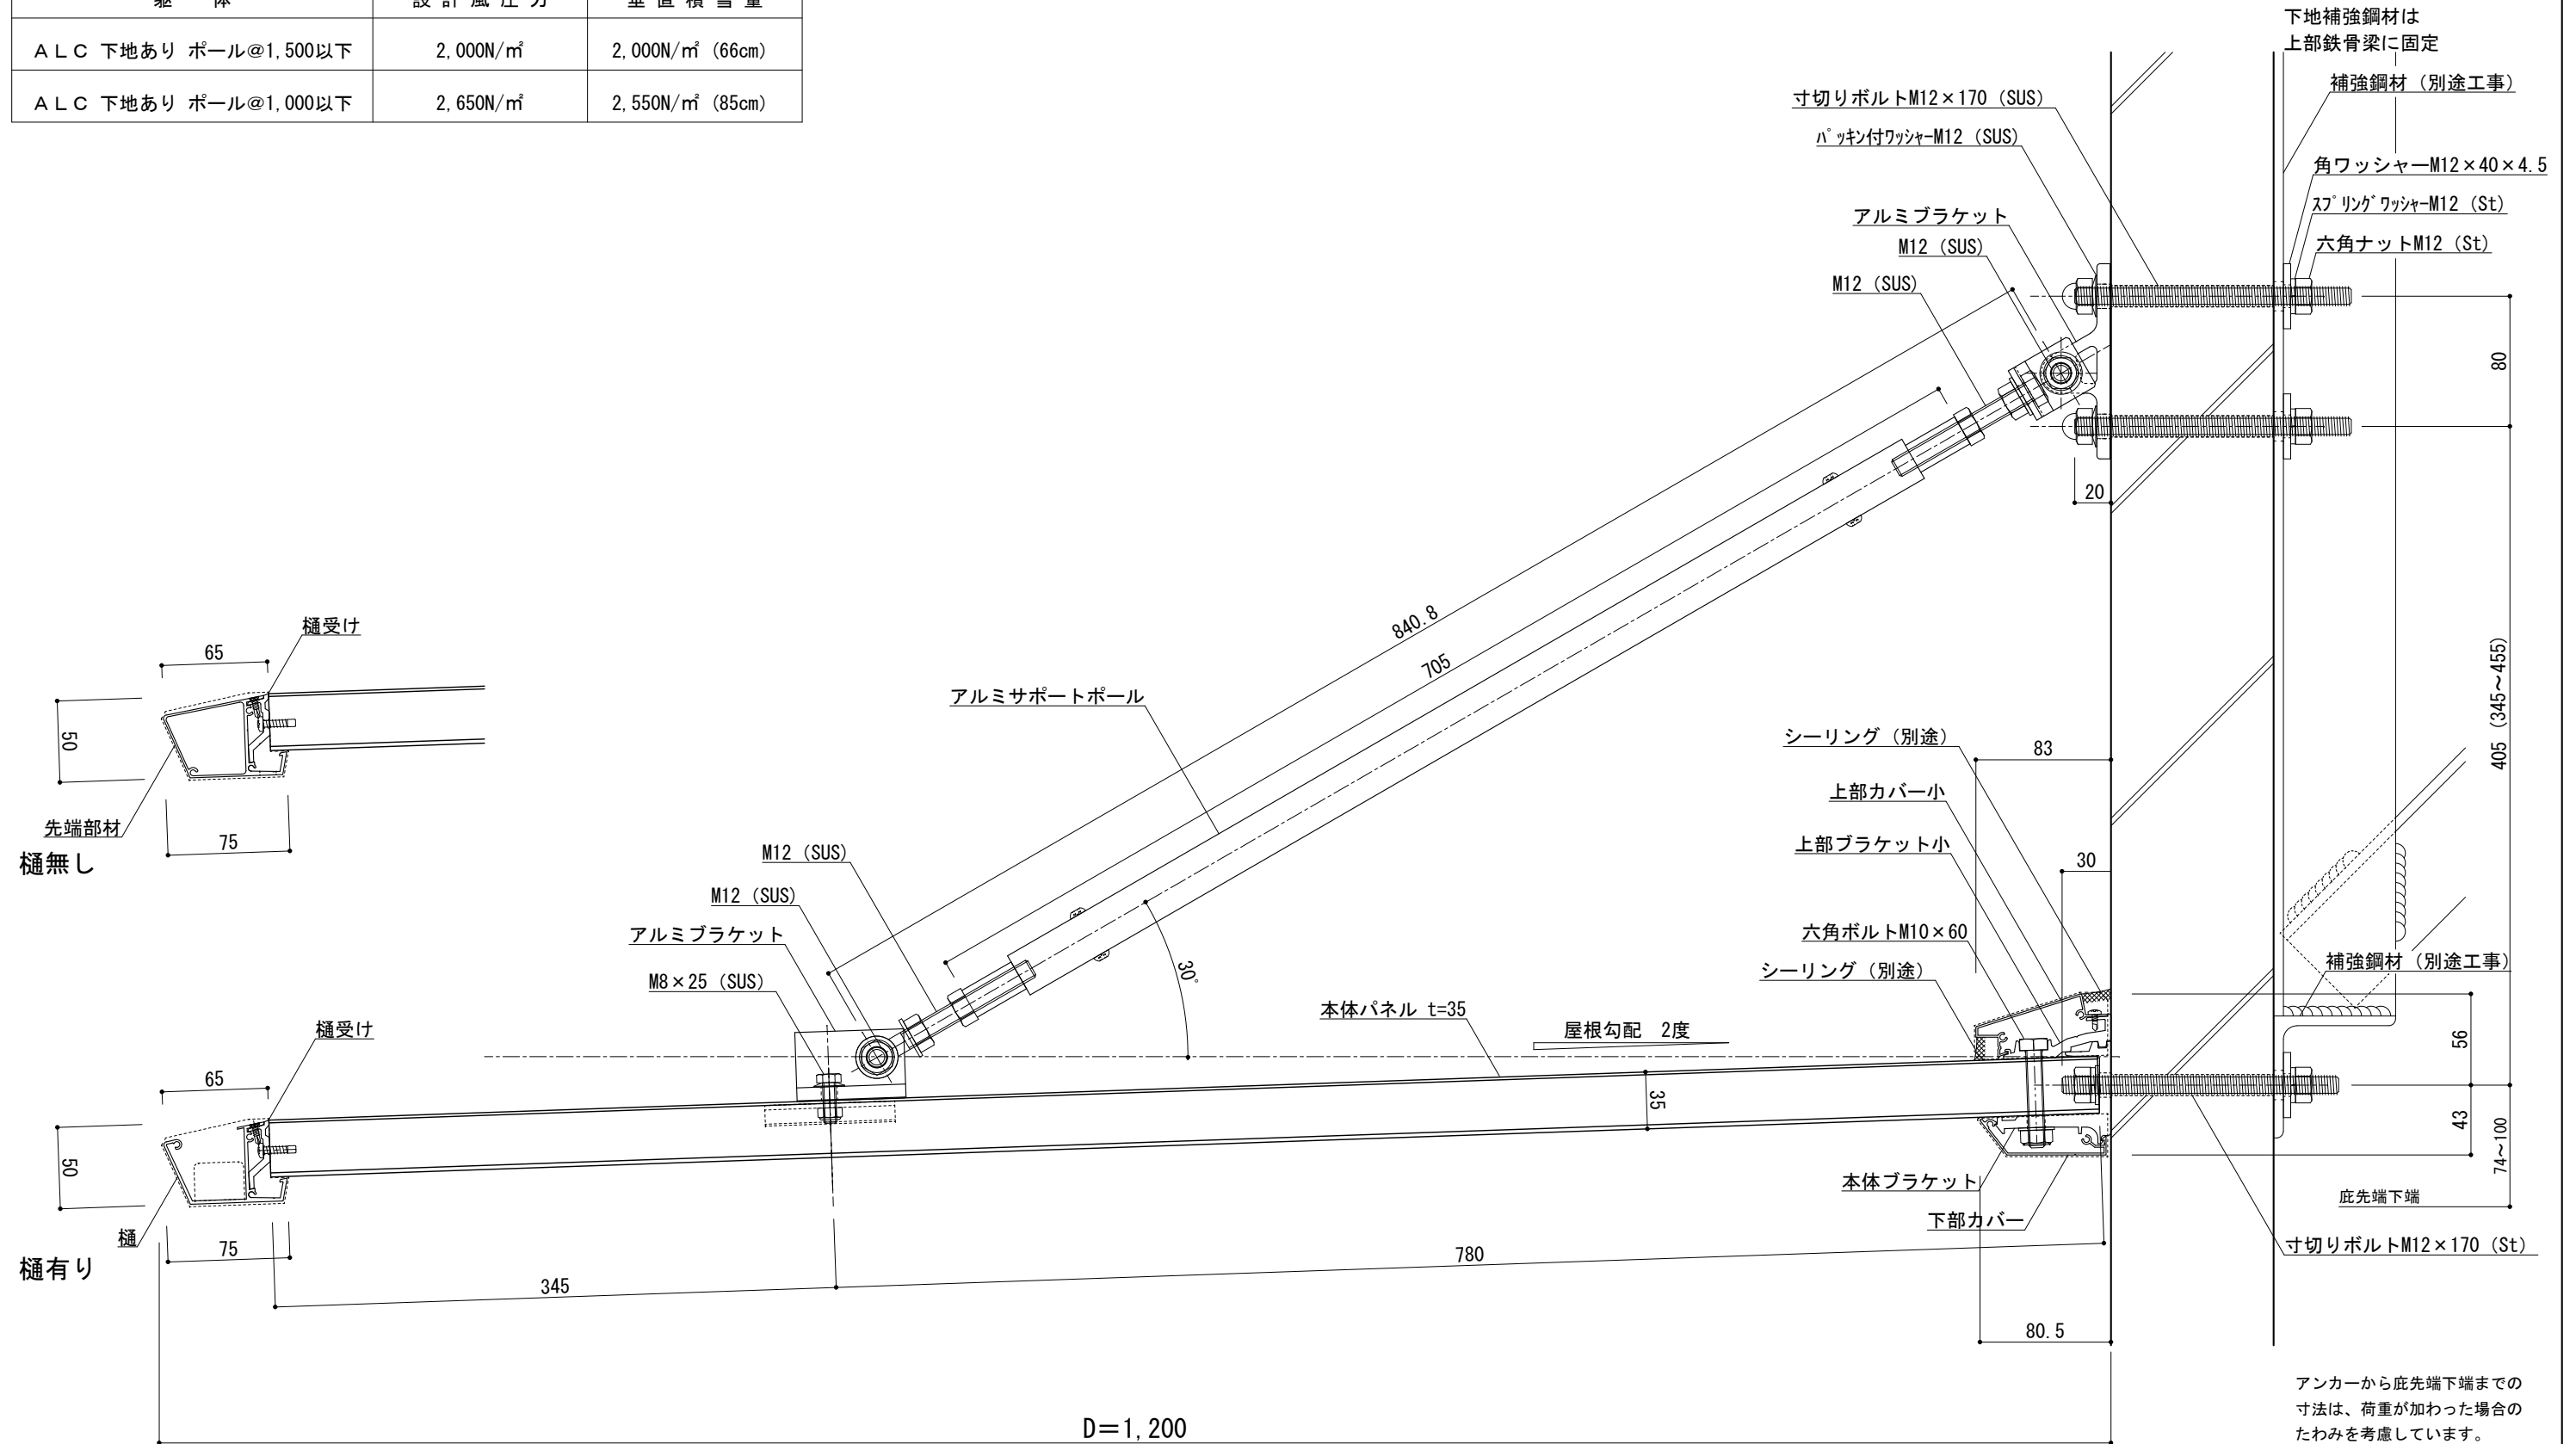 躯 体 設計風圧力 垂直積雪量
ＡＬＣ 下地あり ポール@1,500以下 2,000N/㎡ 2,000N/㎡ (66cm)
ＡＬＣ 下地あり ポール@1,000以下 2,650N/㎡ 2,550N/㎡ (85cm)
下地補強鋼材は
上部鉄骨梁に固定
補強鋼材（別途工事）
寸切りボルトM12×170（SUS）
ﾊﾟｯｷﾝ付ﾜｯｼｬｰM12（SUS）
角ワッシャーM12×40×4.5
ｽﾌﾟﾘﾝｸﾞﾜｯｼｬｰM12（St）
六角ナットM12（St）
アルミブラケット
M12（SUS）
M12（SUS）
80
20
840.8
705
アルミサポートポール
405（345~455）
樋受け
65
50
先端部材
75
樋無し
シーリング（別途）
83
上部カバー小
上部ブラケット小
30
六角ボルトM10×60
シーリング（別途）
補強鋼材（別途工事）
M12（SUS）
M12（SUS）
アルミブラケット
M8×25（SUS）
30°
本体パネル t=35
屋根勾配 2度
35
56
43
74~100
庇先端下端
樋受け
65
50
樋
75
樋有り
本体ブラケット
下部カバー
寸切りボルトM12×170（St）
345
780
80.5
D＝1,200
アンカーから庇先端下端までの
寸法は、荷重が加わった場合の
たわみを考慮しています。